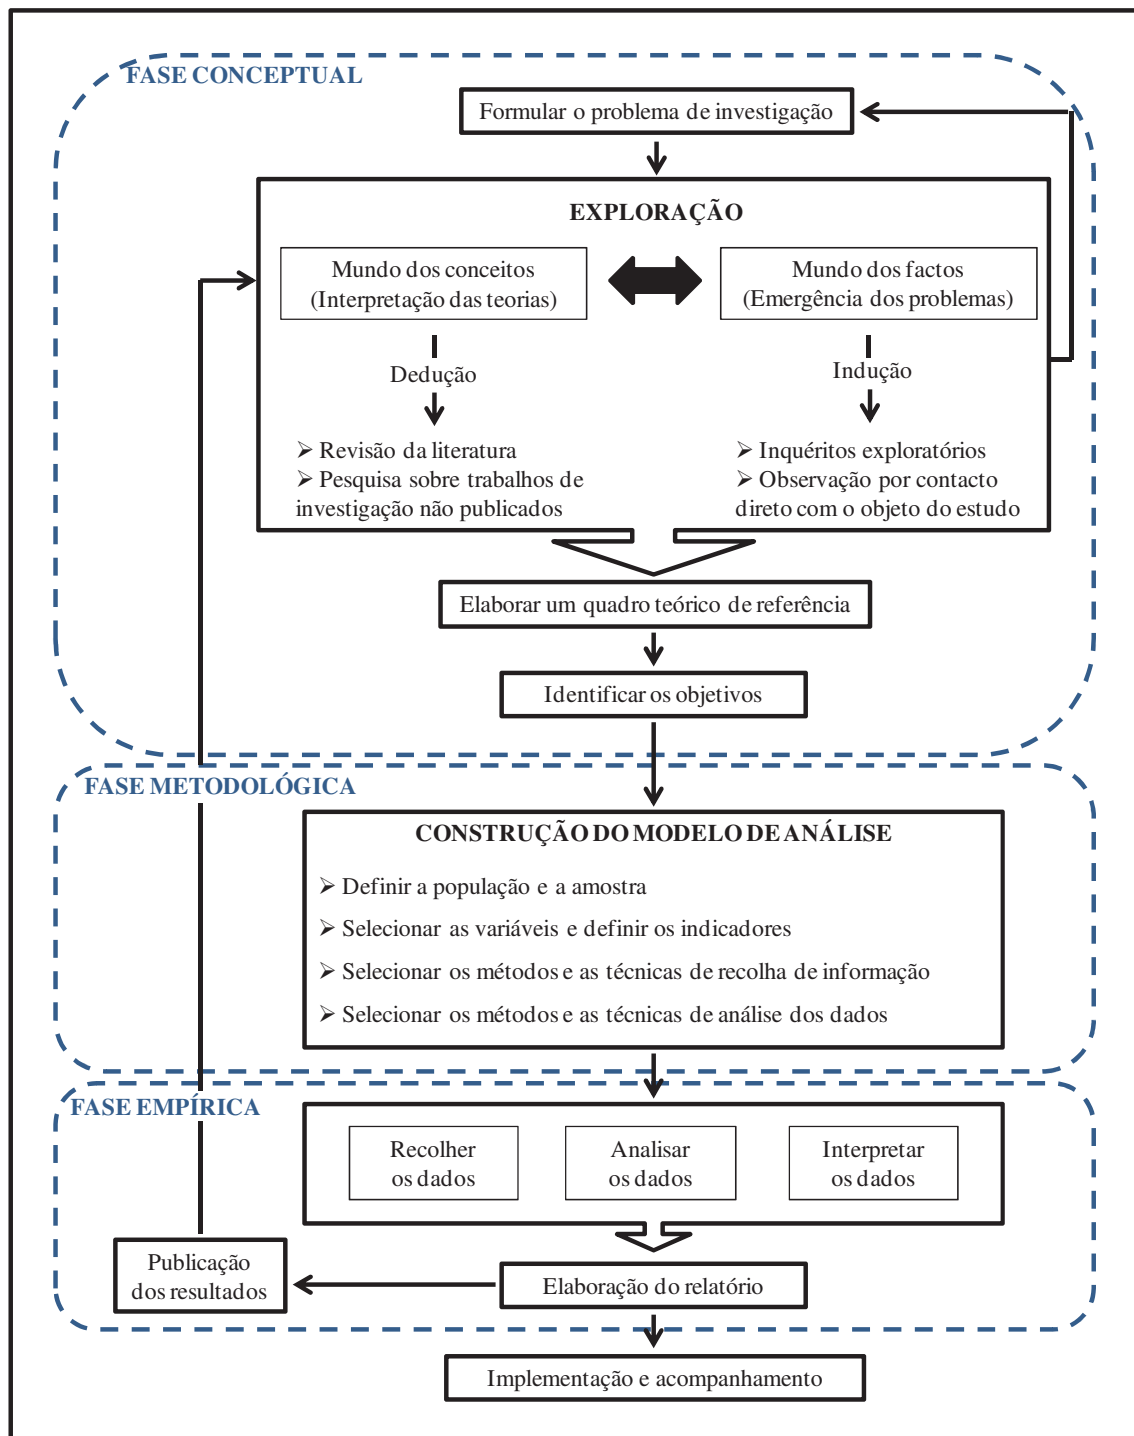 FASE CONCEPTUAL
Formular o problema de investigação
EXPLORAÇÃO
Mundo dos conceitos
(Interpretação das teorias)
Mundo dos factos
(Emergência dos problemas)
Dedução
Indução
➢ Revisão da literatura
➢ Pesquisa sobre trabalhos de
investigação não publicados
➢ Inquéritos exploratórios
➢ Observação por contacto
direto com o objeto do estudo
Elaborar um quadro teórico de referência
Identificar os objetivos
FASE METODOLÓGICA
CONSTRUÇÃO DO MODELO DE ANÁLISE
➢ Definir a população e a amostra
➢ Selecionar as variáveis e definir os indicadores
➢ Selecionar os métodos e as técnicas de recolha de informação
➢ Selecionar os métodos e as técnicas de análise dos dados
FASE EMPÍRICA
Recolher
os dados
Analisar
os dados
Interpretar
os dados
Publicação
dos resultados
Elaboração do relatório
Implementação e acompanhamento